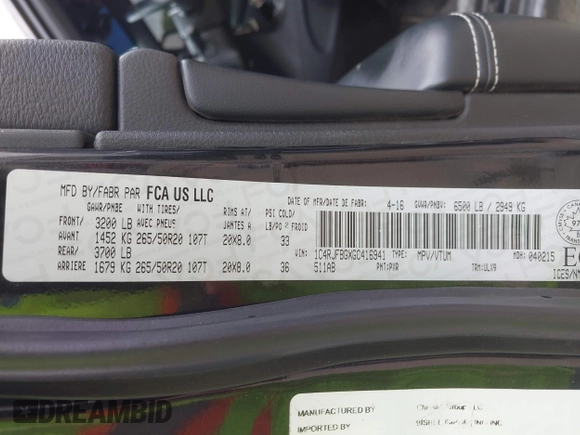 MFD BY/FABR PAR FCA US LLC DATE OF MFR/DATE DE FABR: 4-16 GVWR/PNBV: 6500 LB / 2949 KG
GAWR/PNBE WITH TIRES/ RIMS AT/ PSI COLD/
FRONT/ 3200 LB AVEC PNEUS JANTES A LB/PO² FROID
AVANT 1452 KG 265/50R20 107T 20X8.0 33
REAR/ 3700 LB
ARRIERE 1679 KG 265/50R20 107T 20X8.0 36
VIN: 1C4RJFBGXGC416941 TYPE: MPV/VTUM MDH: 040215
511AB PNT: PXR TRM: ULX9
MANUFACTURED BY
INCORPORATED BY
DREAMBID